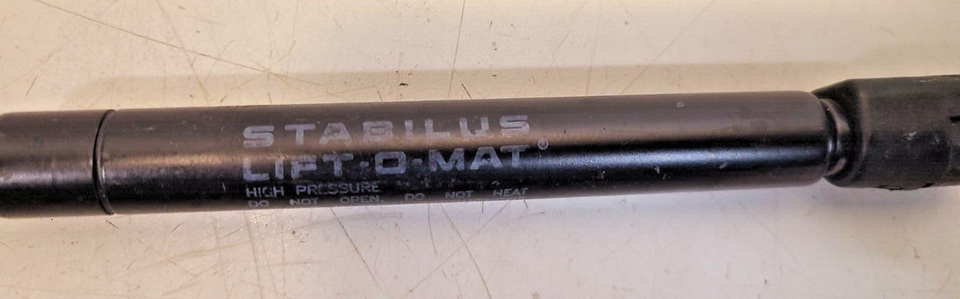 STABILUS
LIFT-O-MAT®
HIGH PRESSURE
DO NOT OPEN. DO NOT HEAT